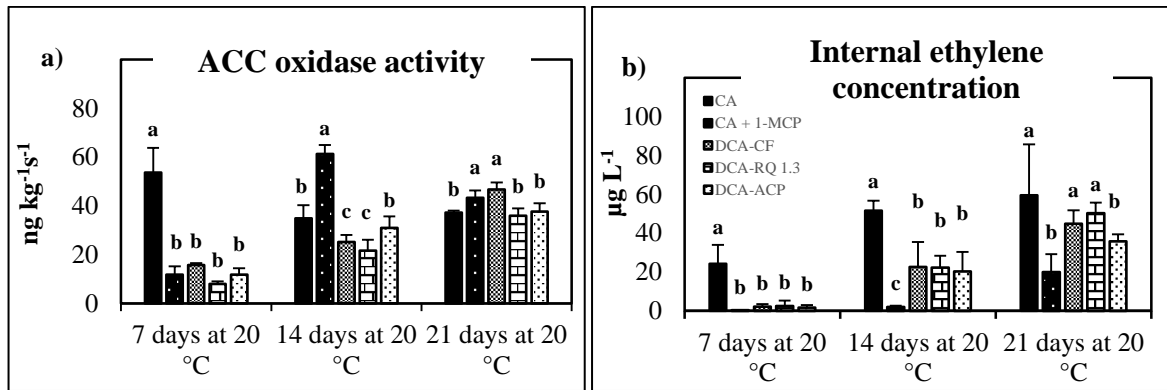 a)
ACC oxidase activity
ng kg⁻¹s⁻¹
80
60
40
20
0
a
b
b
b
b
b
a
c
c
b
b
a
a
b
b
7 days at 20 °C
14 days at 20 °C
21 days at 20 °C
b)
Internal ethylene
concentration
µg L⁻¹
100
80
60
40
20
0
CA
CA + 1-MCP
DCA-CF
DCA-RQ 1.3
DCA-ACP
a
b
b
b
b
a
c
b
b
b
a
b
a
a
b
7 days at 20
°C
14 days at 20
°C
21 days at 20
°C